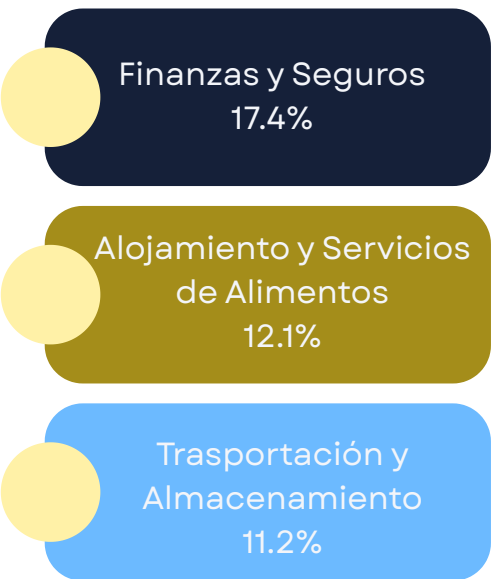 Finanzas y Seguros
17.4%
Alojamiento y Servicios
de Alimentos
12.1%
Trasportación y
Almacenamiento
11.2%